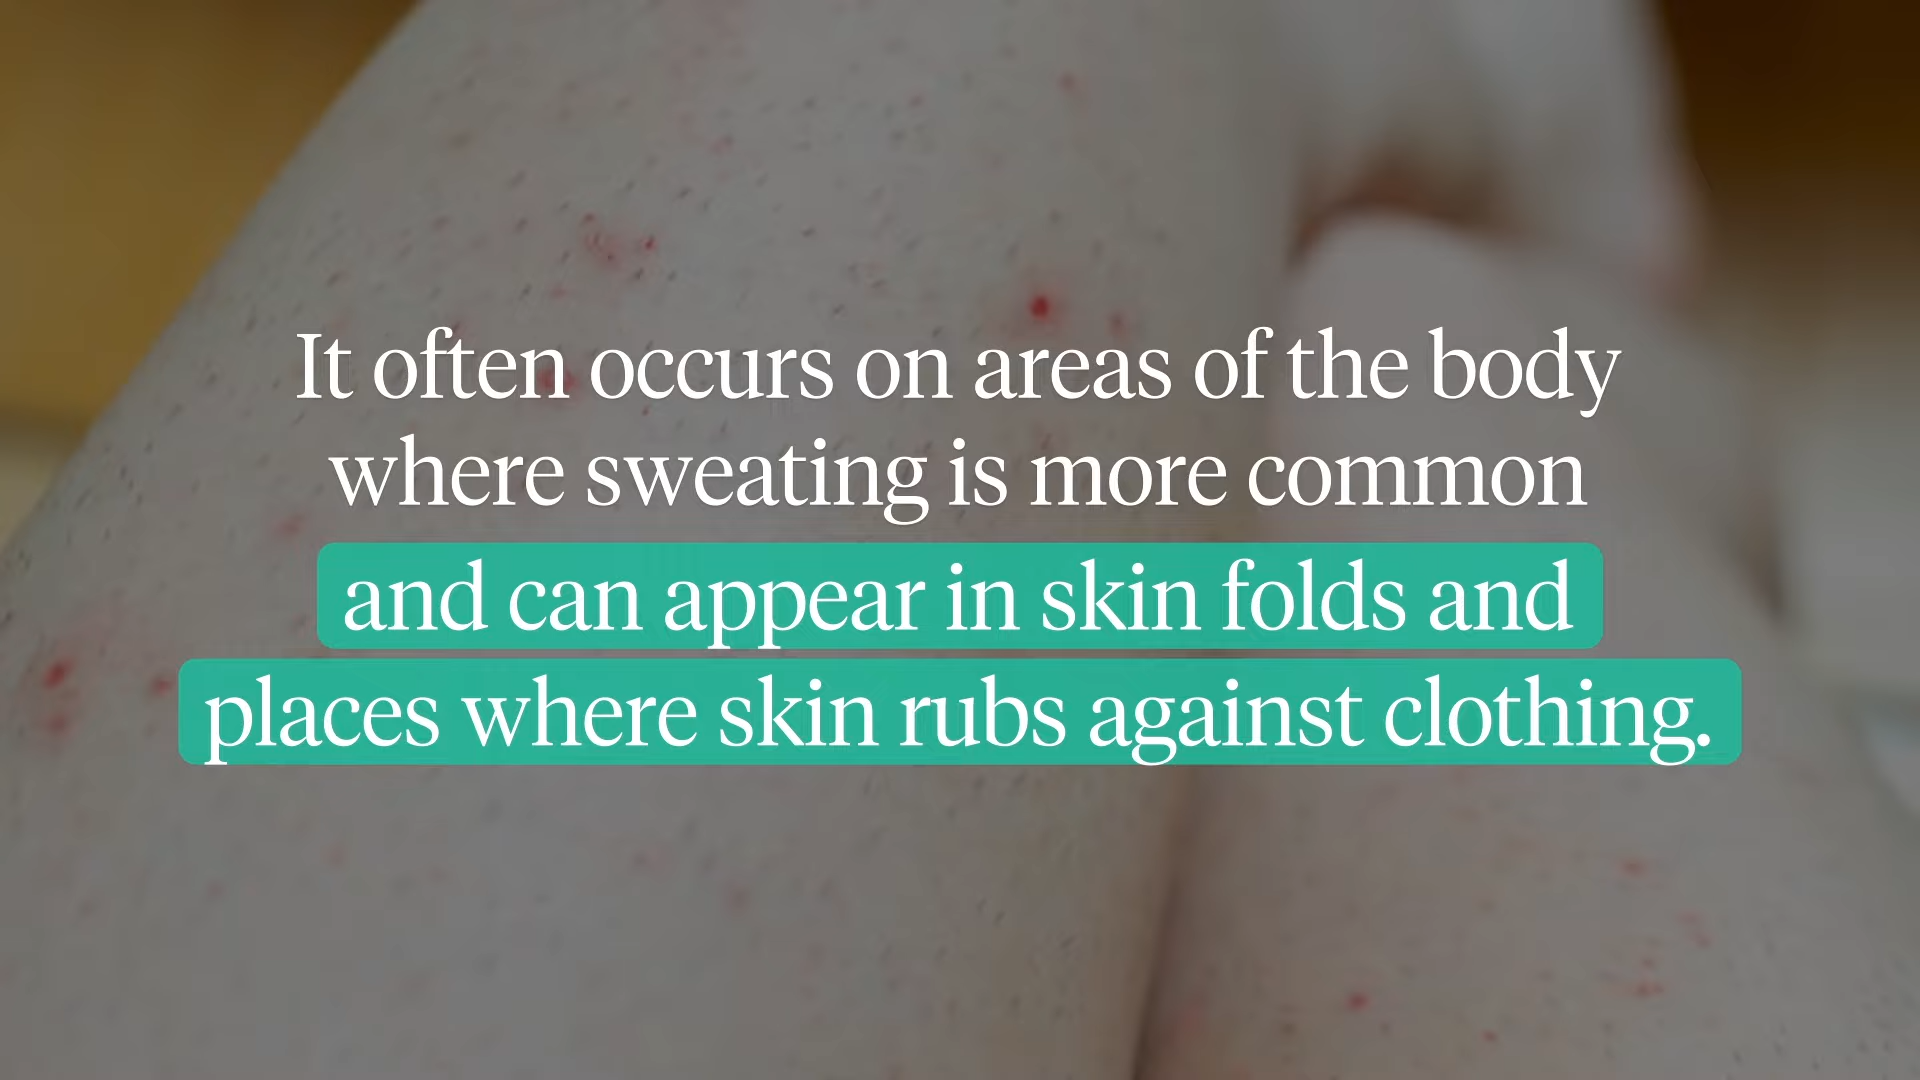 It often occurs on areas of the body
where sweating is more common
and can appear in skin folds and
places where skin rubs against clothing.